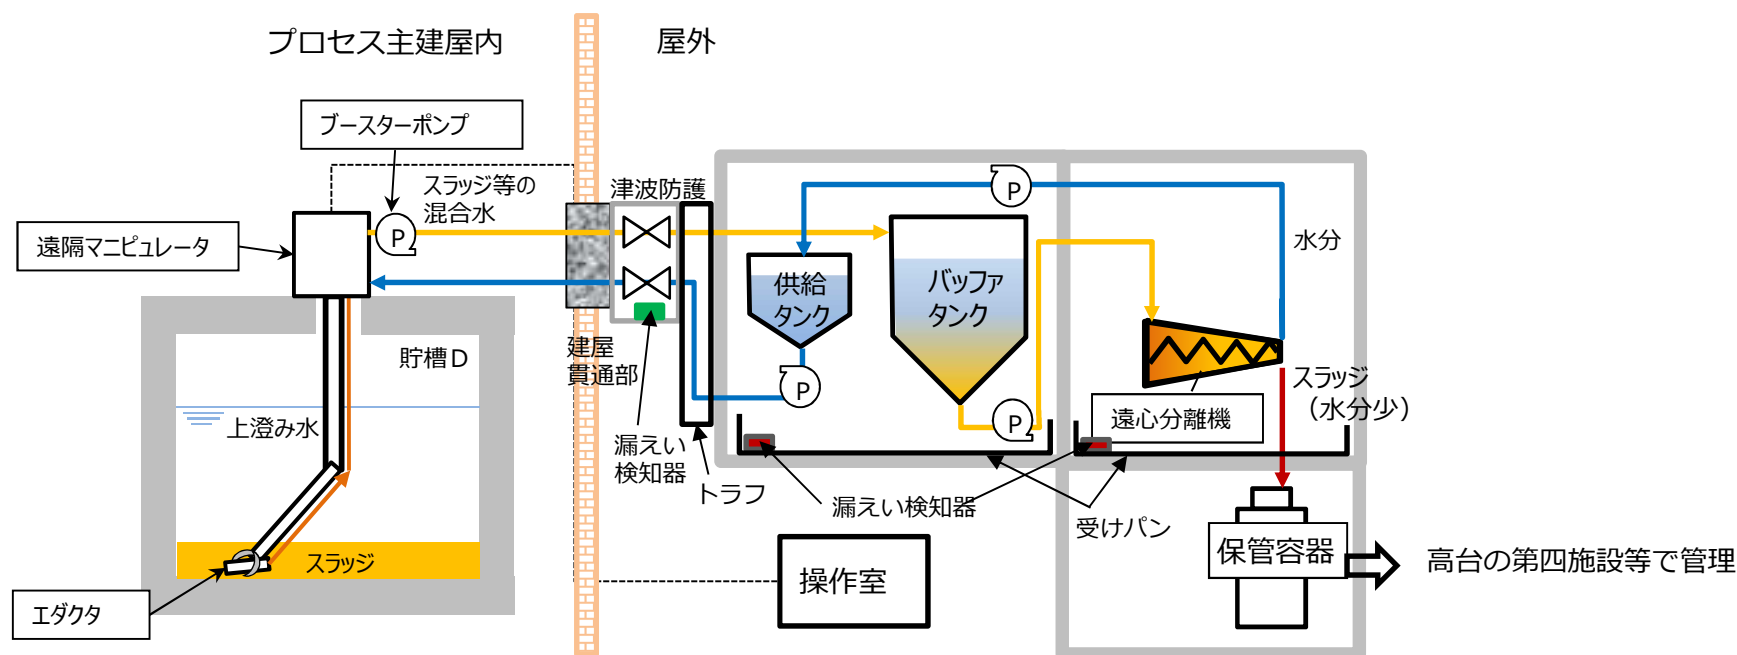 プロセス主建屋内
屋外
ブースターポンプ
スラッジ等の
混合水
津波防護
P
P
遠隔マニピュレータ
水分
供給
タンク
バッファ
タンク
建屋
貫通部
貯槽D
P
P
スラッジ
（水分少）
遠心分離機
上澄み水
漏えい
検知器
トラフ
漏えい検知器
受けパン
スラッジ
保管容器
高台の第四施設等で管理
操作室
エダクタ